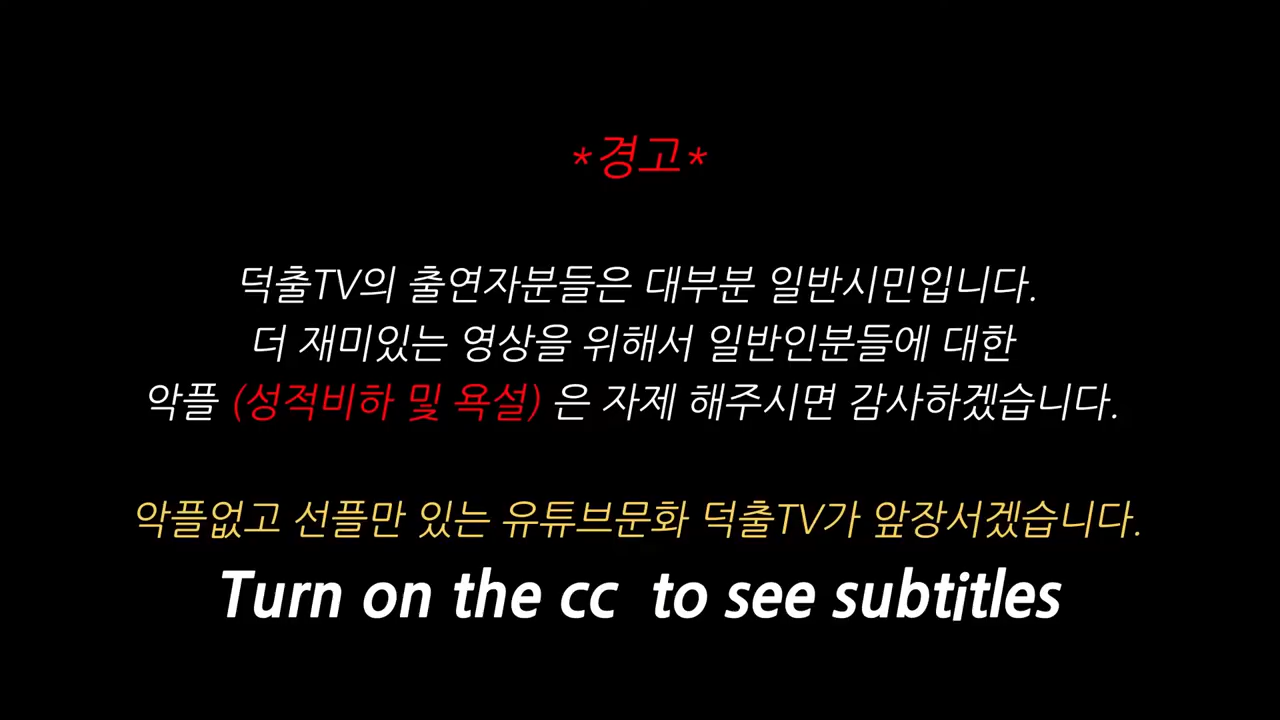 *경고*
덕출TV의 출연자분들은 대부분 일반시민입니다.
더 재미있는 영상을 위해서 일반인분들에 대한
악플 (성적비하 및 욕설) 은 자제 해주시면 감사하겠습니다.
악플없고 선플만 있는 유튜브문화 덕출TV가 앞장서겠습니다.
Turn on the cc to see subtitles